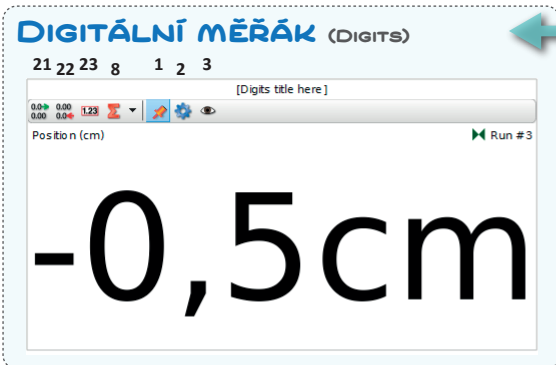 DIGITÁLNÍ MĚŘÁK (DIGITS)
21 22 23 8 1 2 3
[Digits title here]
0.0 0.00 0.00 0.0 1.23 Σ
Position (cm) Run #3
-0,5cm